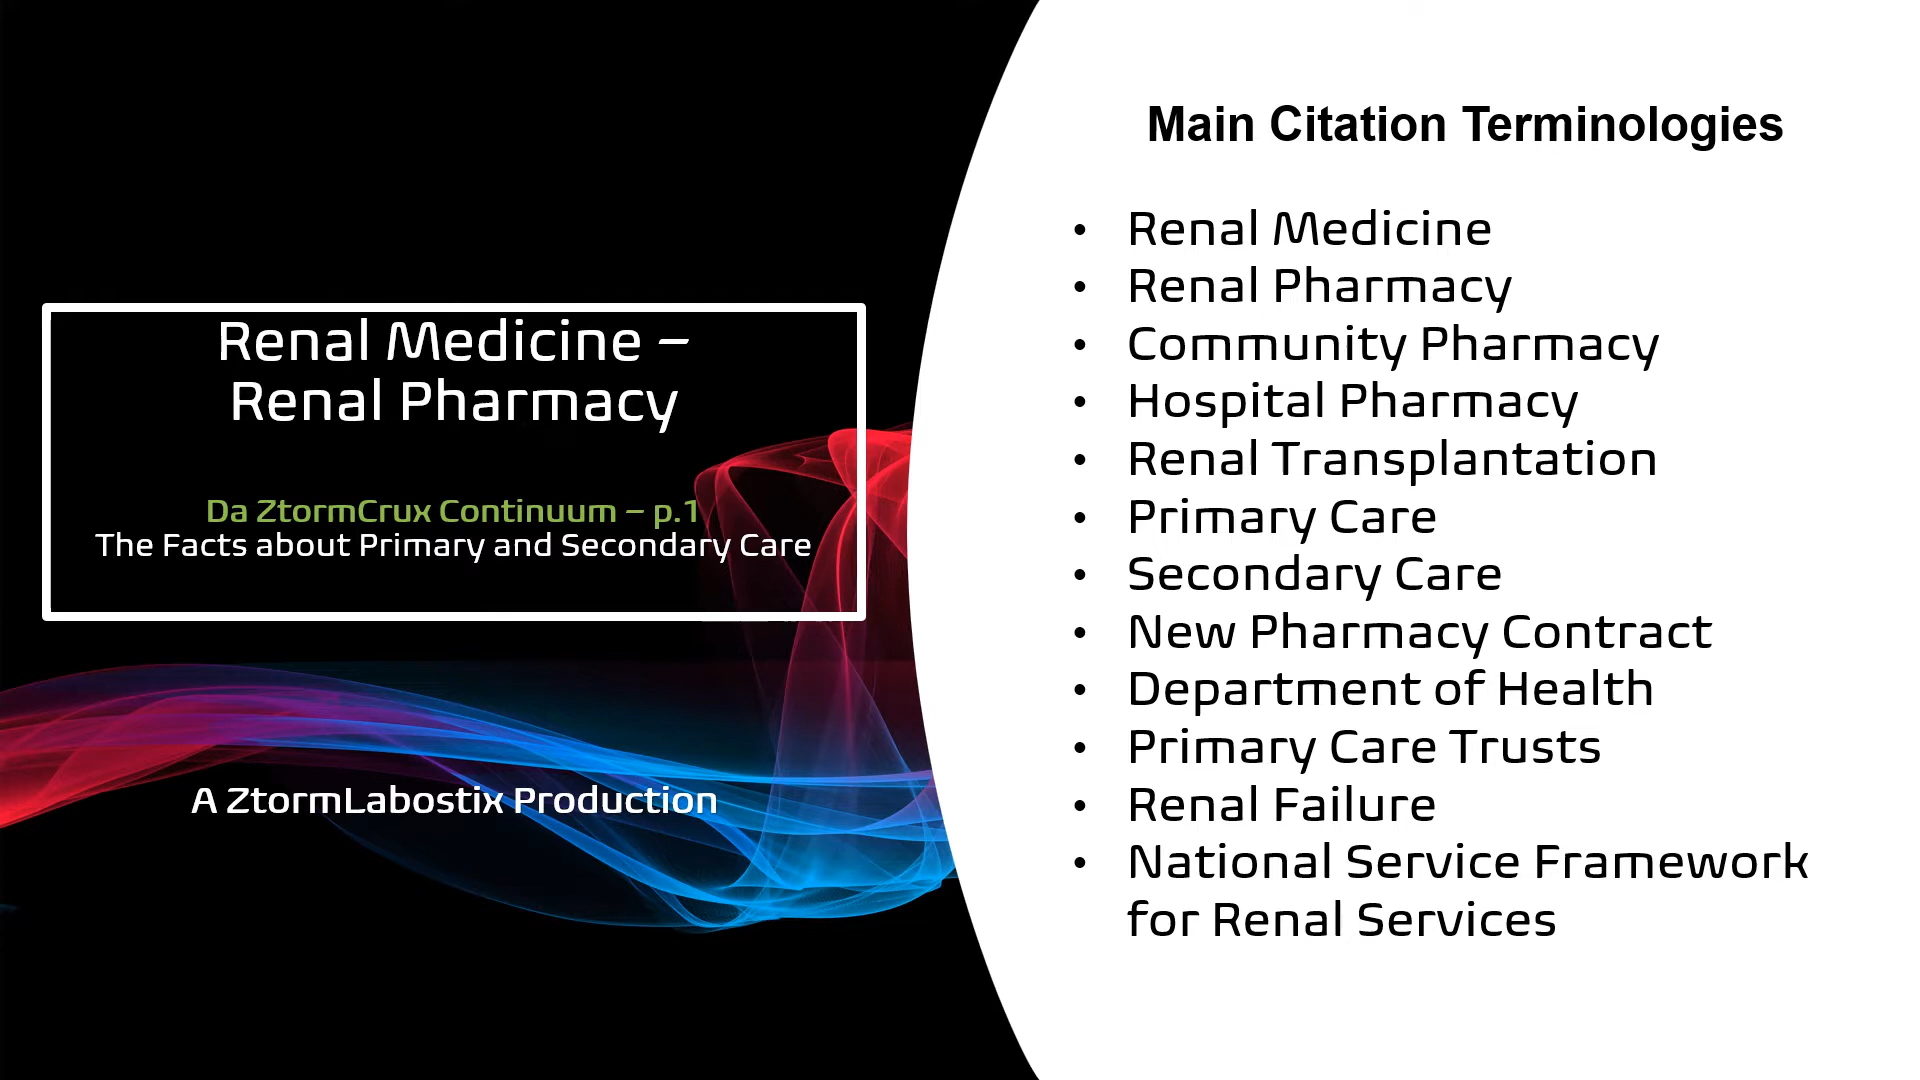 Renal Medicine –
Renal Pharmacy
Da ZtormCrux Continuum – p.1
The Facts about Primary and Secondary Care
A ZtormLabostix Production
Main Citation Terminologies
• Renal Medicine
• Renal Pharmacy
• Community Pharmacy
• Hospital Pharmacy
• Renal Transplantation
• Primary Care
• Secondary Care
• New Pharmacy Contract
• Department of Health
• Primary Care Trusts
• Renal Failure
• National Service Framework
for Renal Services